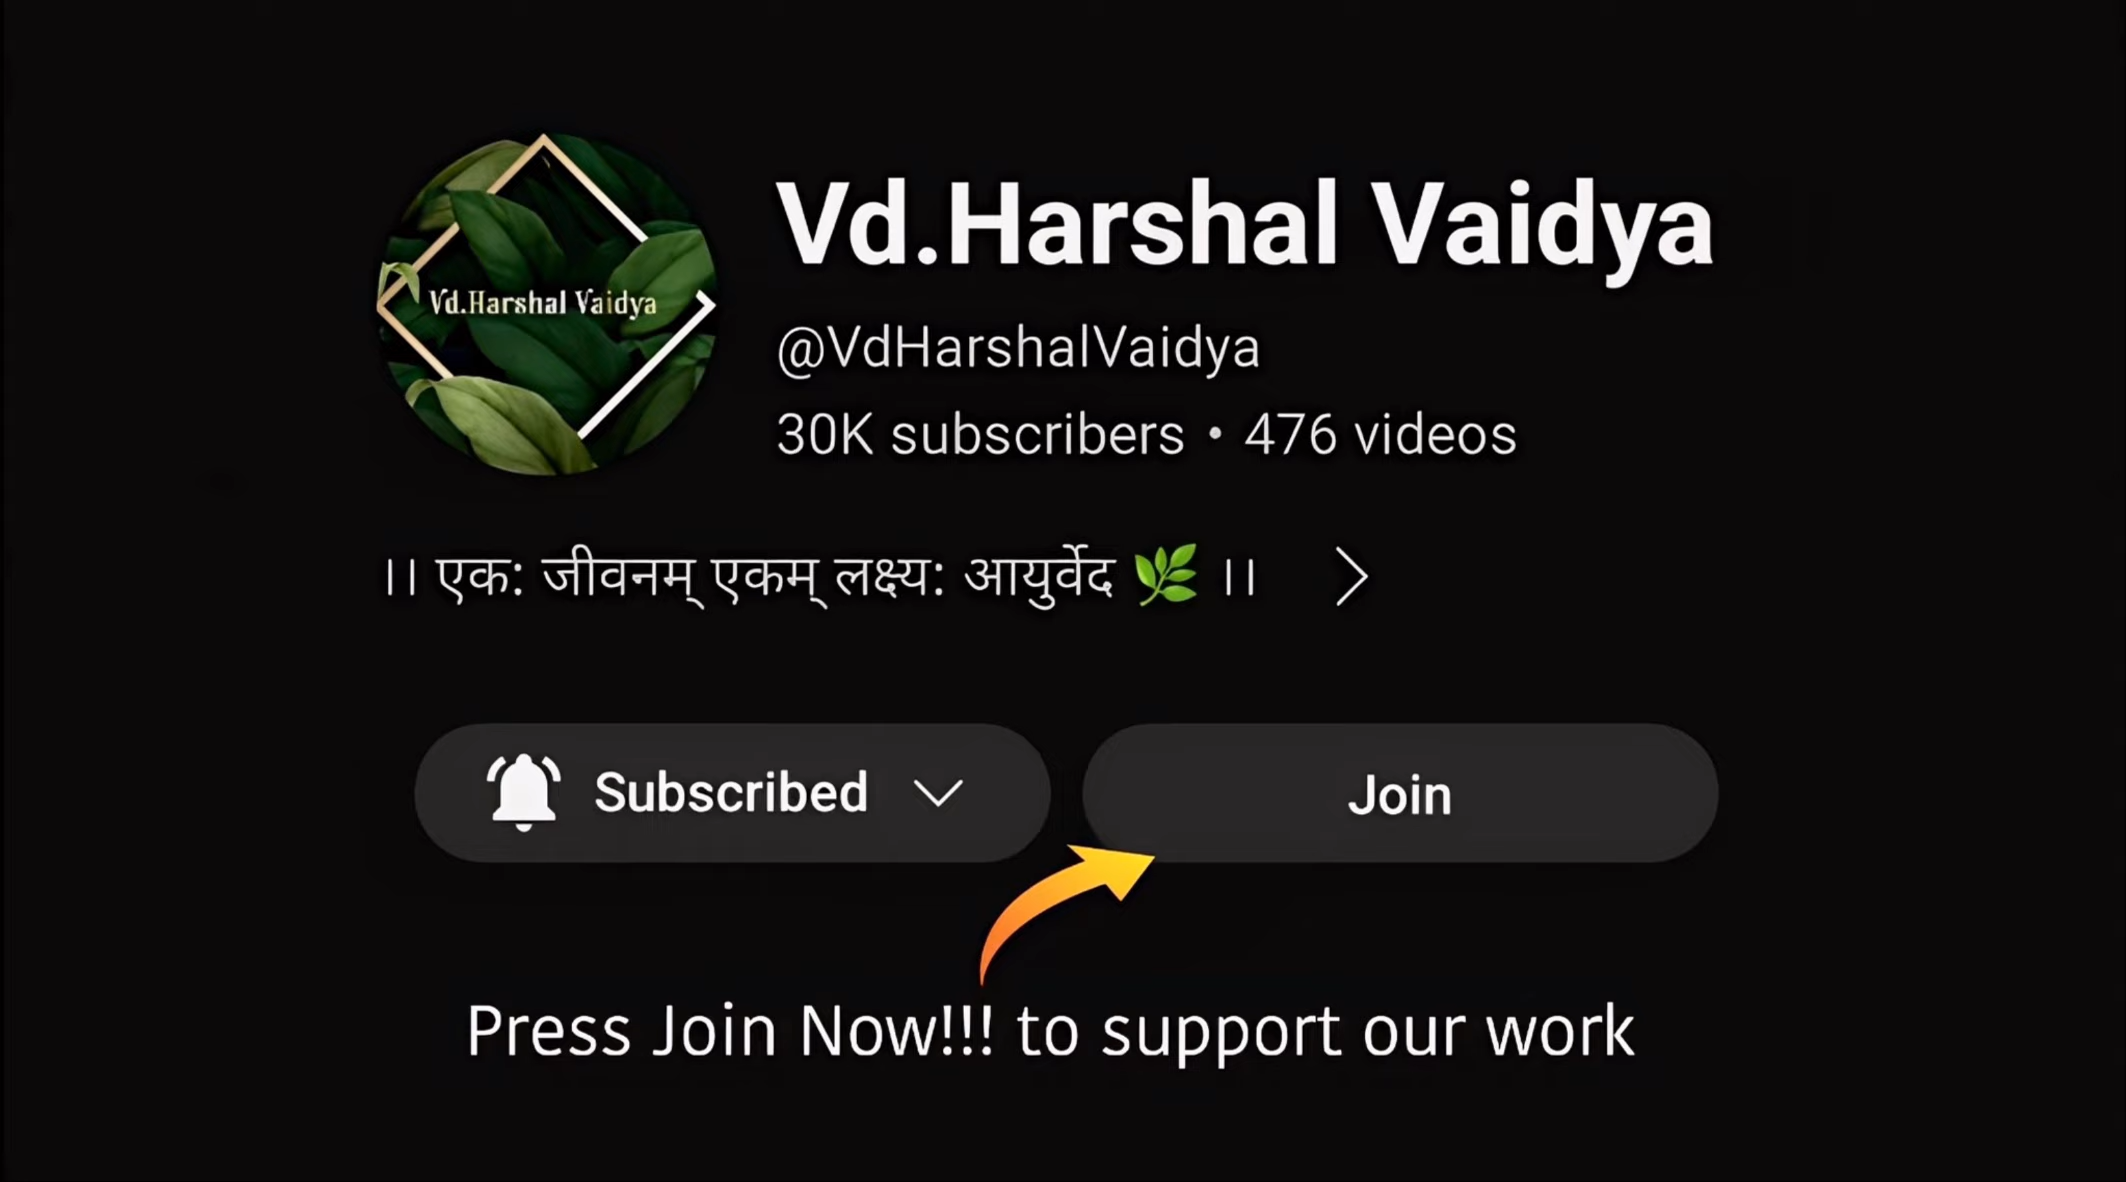 Vd.Harshal Vaidya
Vd.Harshal Vaidya
@VdHarshalVaidya
30K subscribers • 476 videos
।। एक: जीवनम् एकम् लक्ष्य: आयुर्वेद 🌿 ।।
Subscribed
Join
Press Join Now!!! to support our work